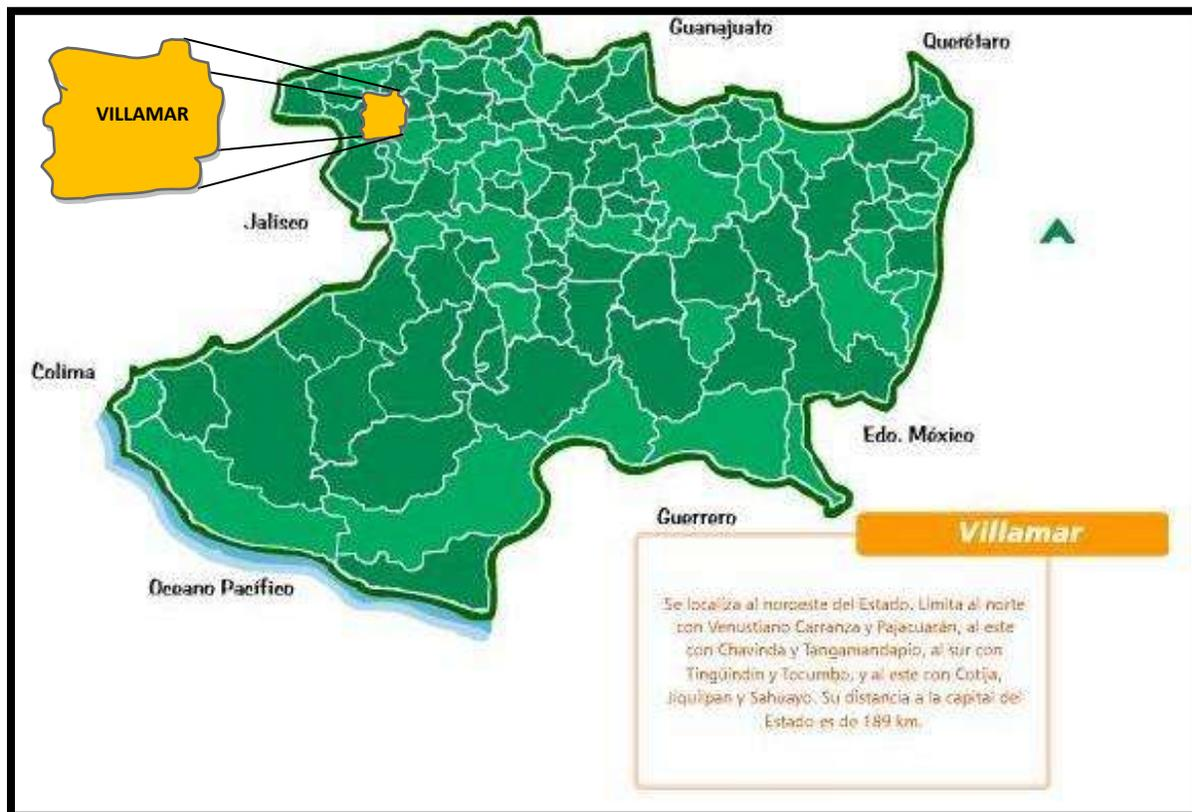 Guanajuato
Querétaro
VILLAMAR
Jalisco
Colima
Edo. México
Guerrero
Oceano Pacífico
Villamar
Se localiza al noroeste del Estado. Limita al norte
con Venustiano Carranza y Pajacuarán, al este
con Chavinda y Tangamandapio, al sur con
Tingüindín y Tocumbo, y al este con Cotija,
Jiquilpan y Sahuayo. Su distancia a la capital del
Estado es de 189 km.